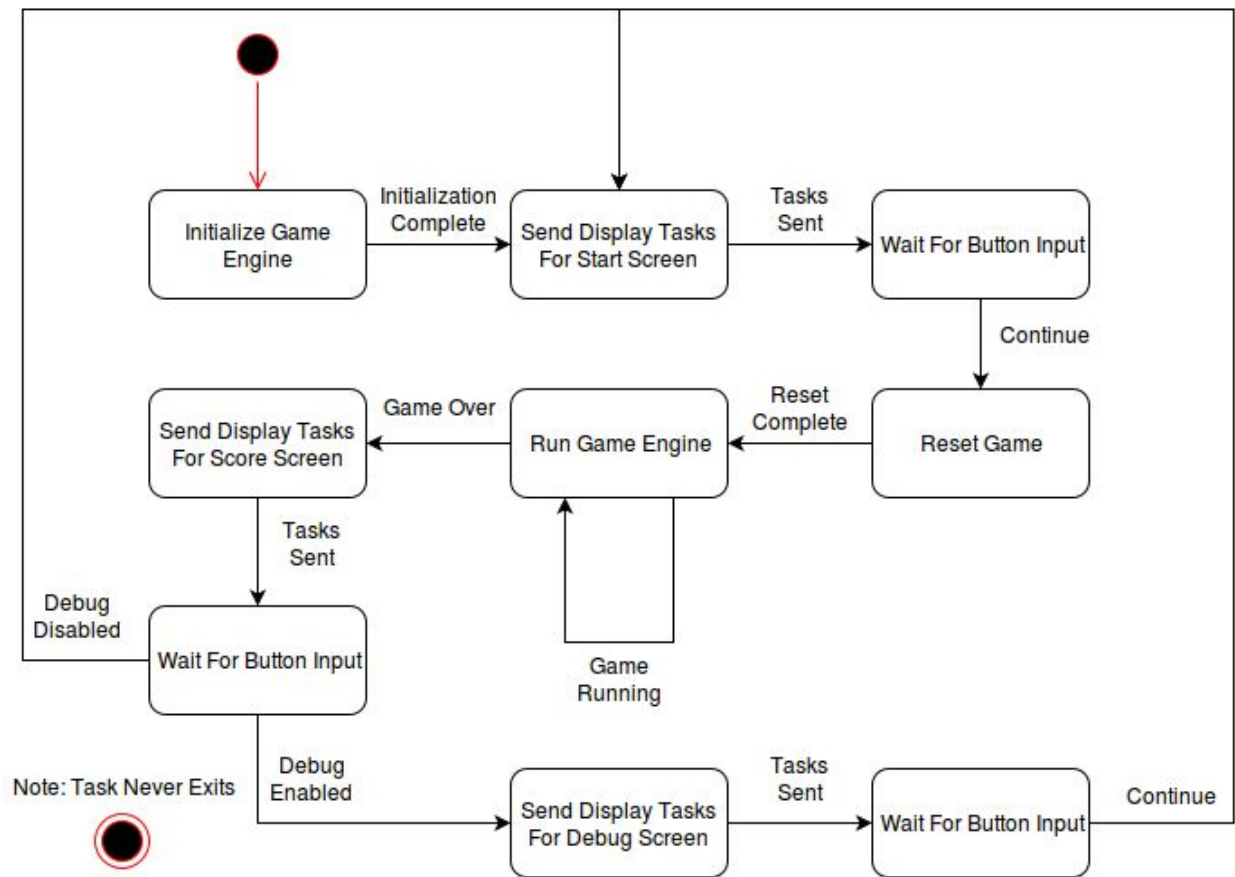 Initialize Game
Engine
Initialization
Complete
Send Display Tasks
For Start Screen
Tasks
Sent
Wait For Button Input
Continue
Reset Game
Reset
Complete
Run Game Engine
Game
Running
Game Over
Send Display Tasks
For Score Screen
Tasks
Sent
Wait For Button Input
Debug
Disabled
Debug
Enabled
Send Display Tasks
For Debug Screen
Tasks
Sent
Wait For Button Input
Continue
Note: Task Never Exits